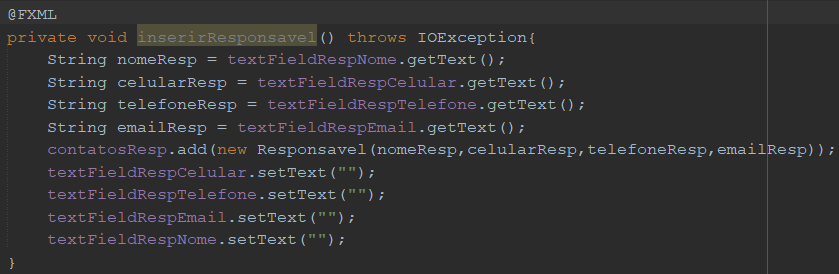 @FXML
private void inserirResponsavel() throws IOException{
String nomeResp = textFieldRespNome.getText();
String celularResp = textFieldRespCelular.getText();
String telefoneResp = textFieldRespTelefone.getText();
String emailResp = textFieldRespEmail.getText();
contatosResp.add(new Responsavel(nomeResp,celularResp,telefoneResp,emailResp));
textFieldRespCelular.setText("");
textFieldRespTelefone.setText("");
textFieldRespEmail.setText("");
textFieldRespNome.setText("");
}